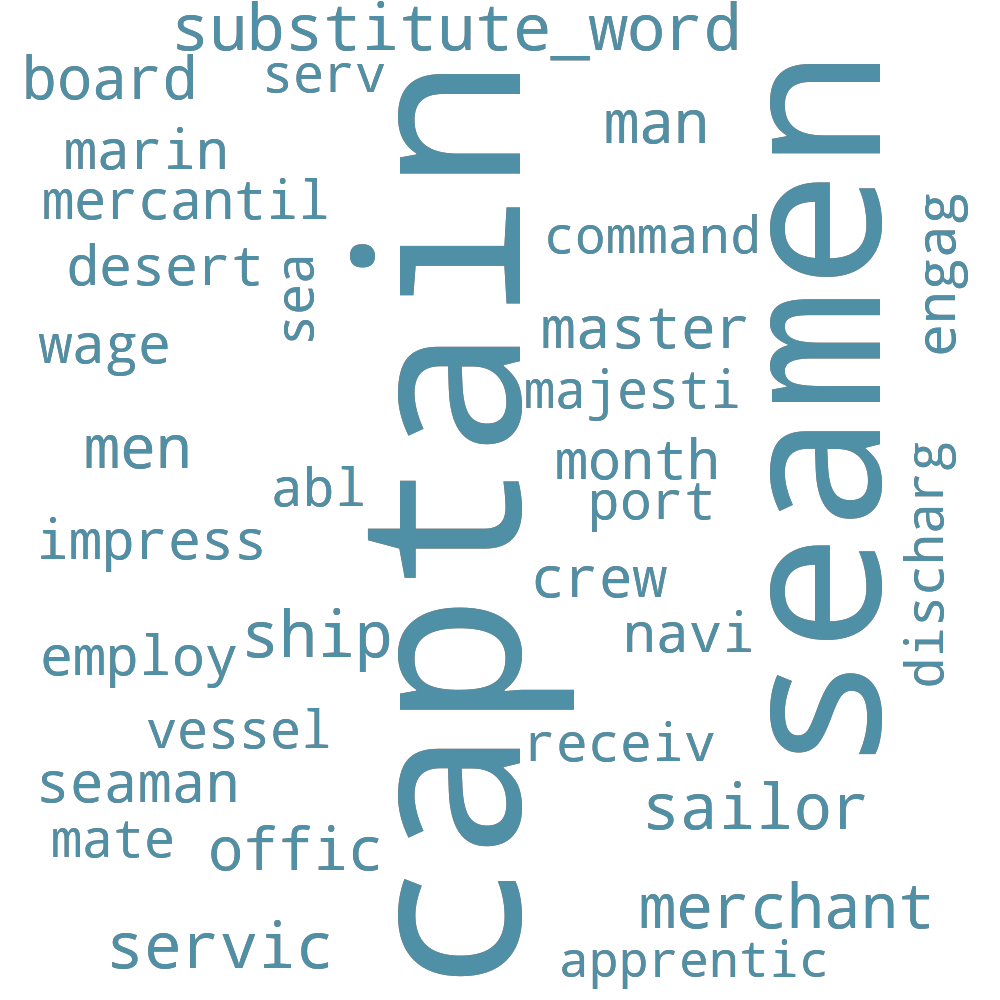 substitute_word
board
serv
man
marin
mercantil
command
engag
desert
sea
wage
master
majesti
captain
seamen
men
month
abl
port
discharg
impress
crew
ship
navi
employ
vessel
receiv
seaman
sailor
mate
offic
merchant
servic
apprentic